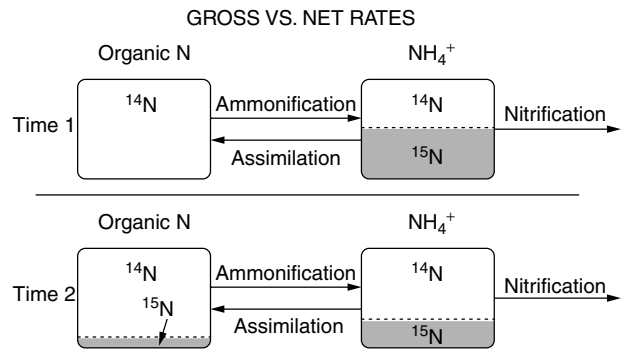 GROSS VS. NET RATES
Organic N NH₄⁺
Time 1 ¹⁴N Ammonification ¹⁴N Nitrification
Assimilation ¹⁵N
Organic N NH₄⁺
Time 2 ¹⁴N Ammonification ¹⁴N Nitrification
¹⁵N Assimilation ¹⁵N